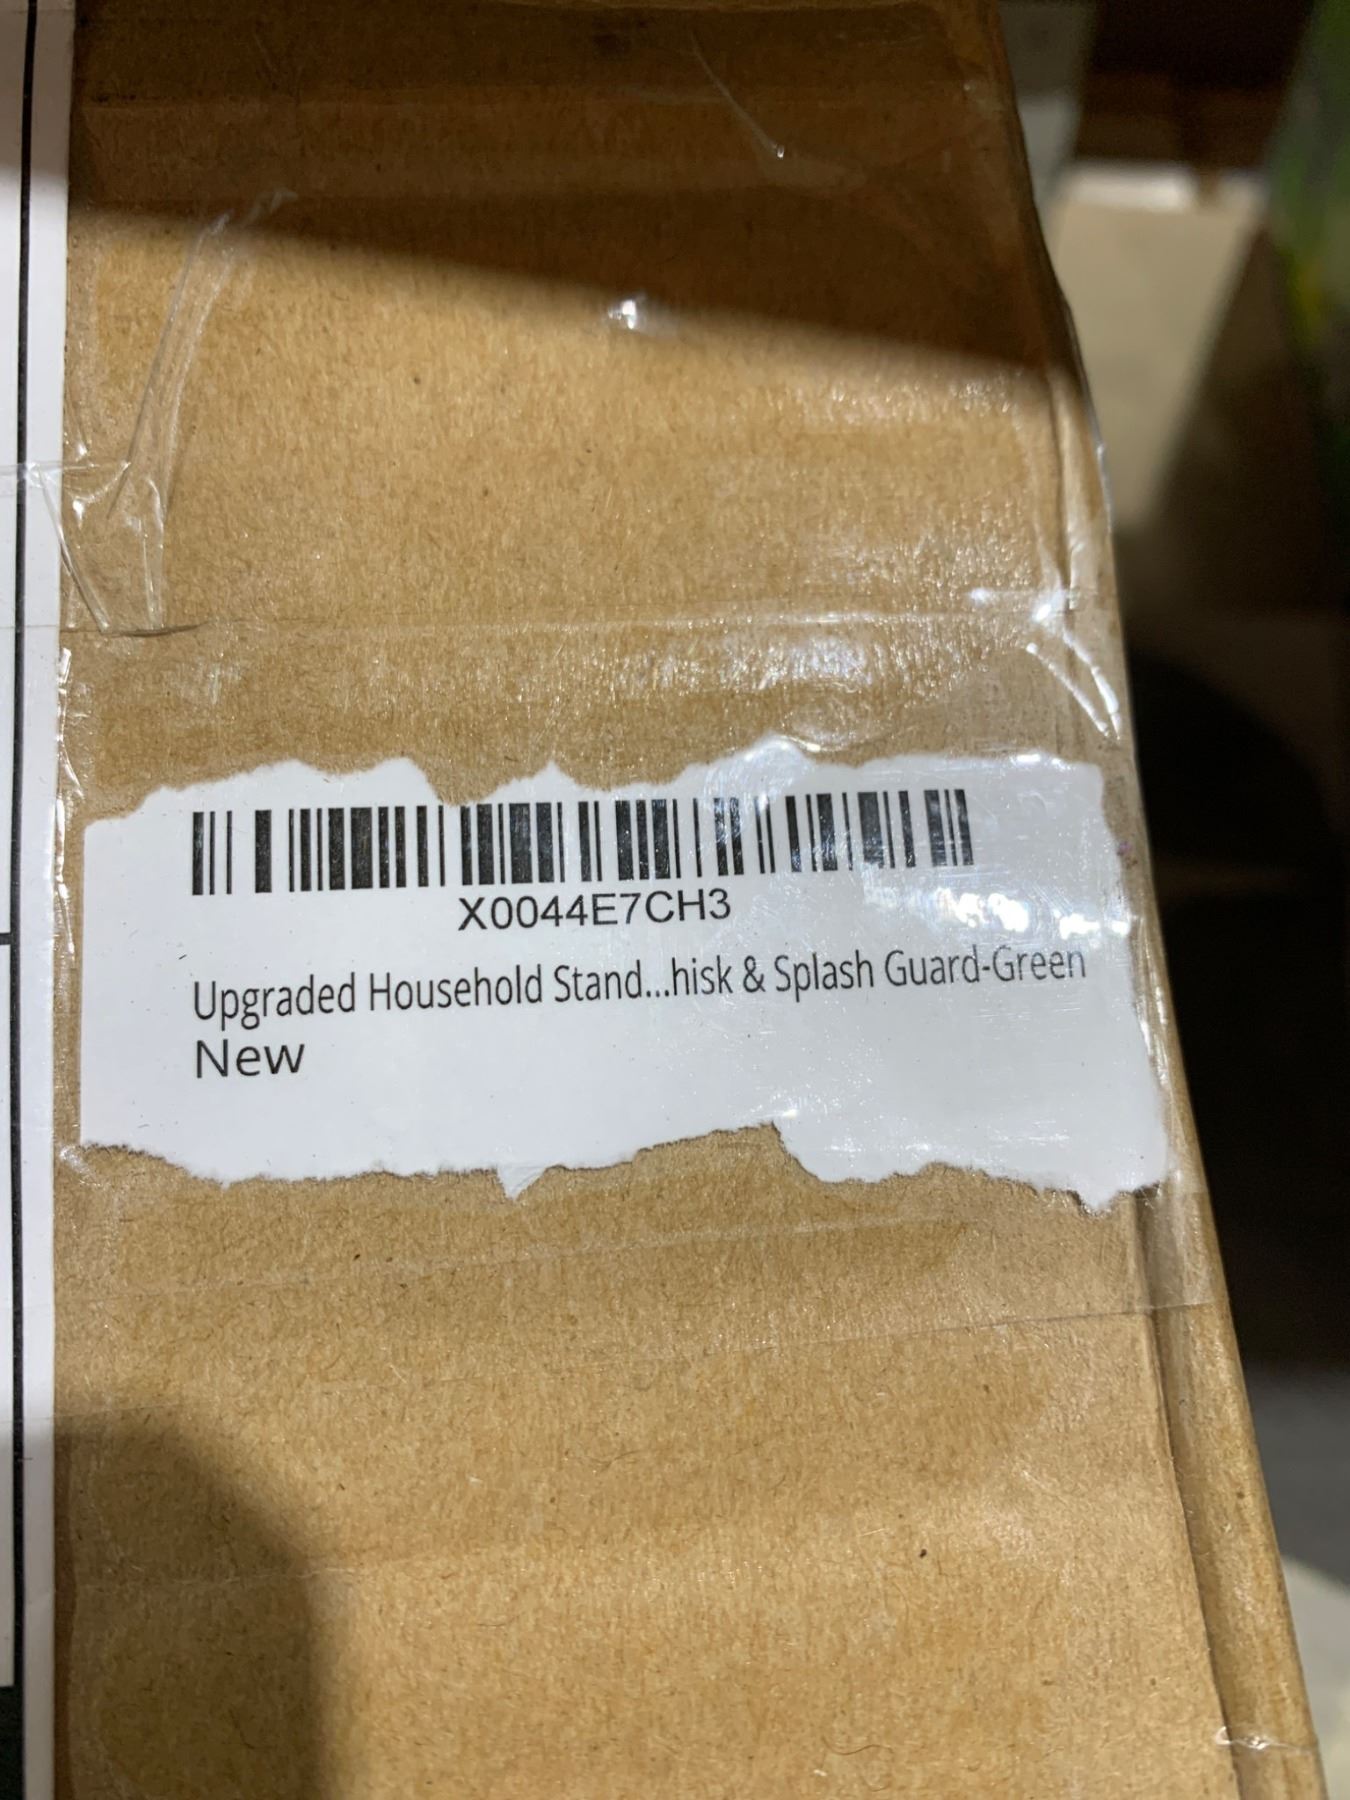 X0044E7CH3
Upgraded Household Stand...hisk & Splash Guard-Green
New